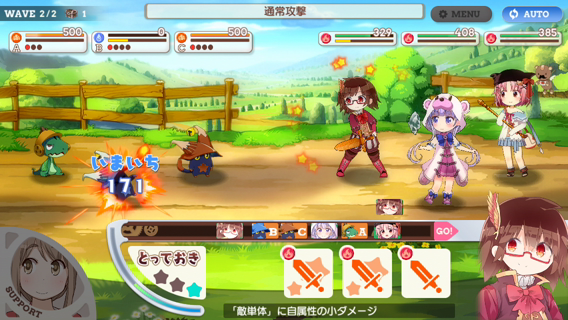 WAVE 2/2 1
通常攻撃
MENU
AUTO
500
A
0
B
500
C
329
408
385
いまいち
171
B C A GO!
とっておき
SUPPORT
「敵単体」に自属性の小ダメージ